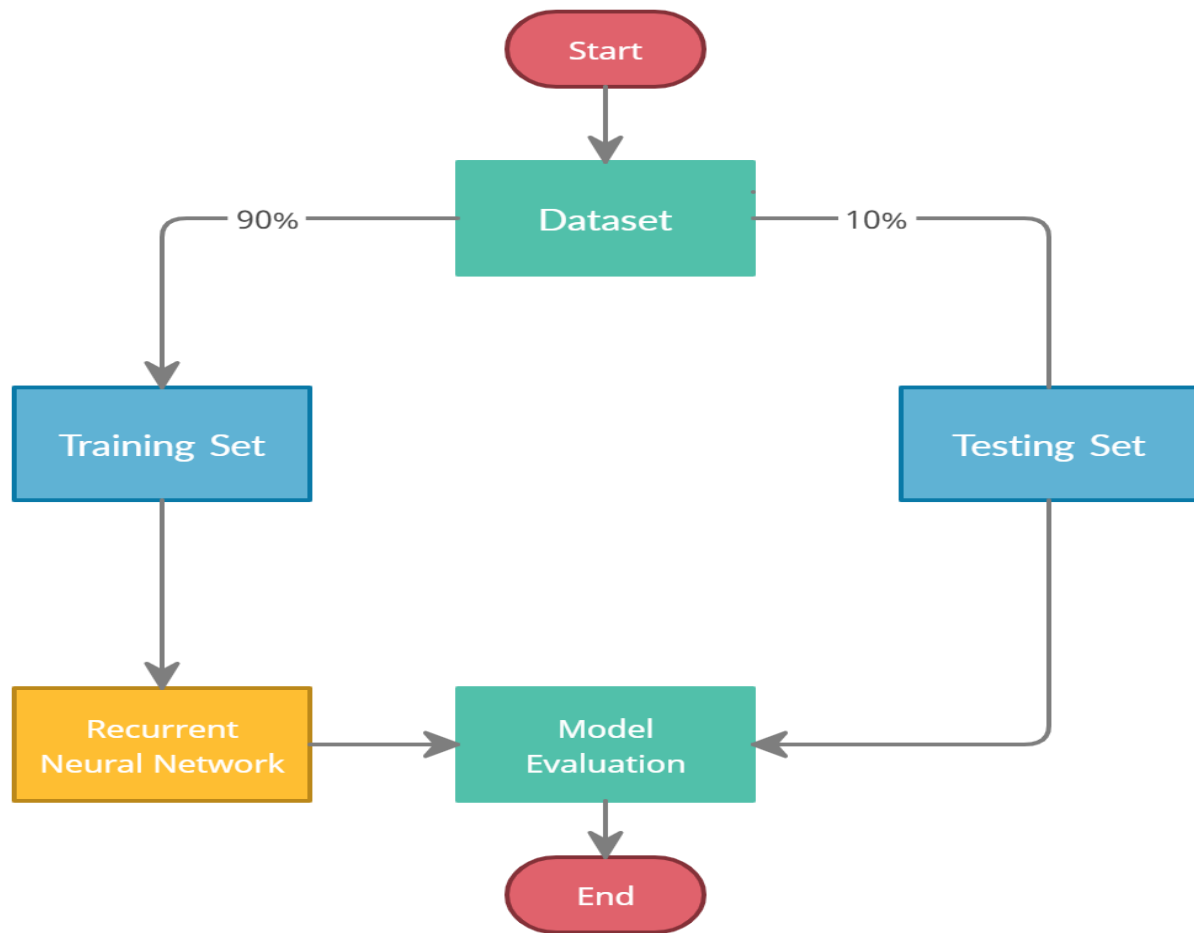 Start
Dataset
90%
10%
Training Set
Testing Set
Recurrent
Neural Network
Model
Evaluation
End